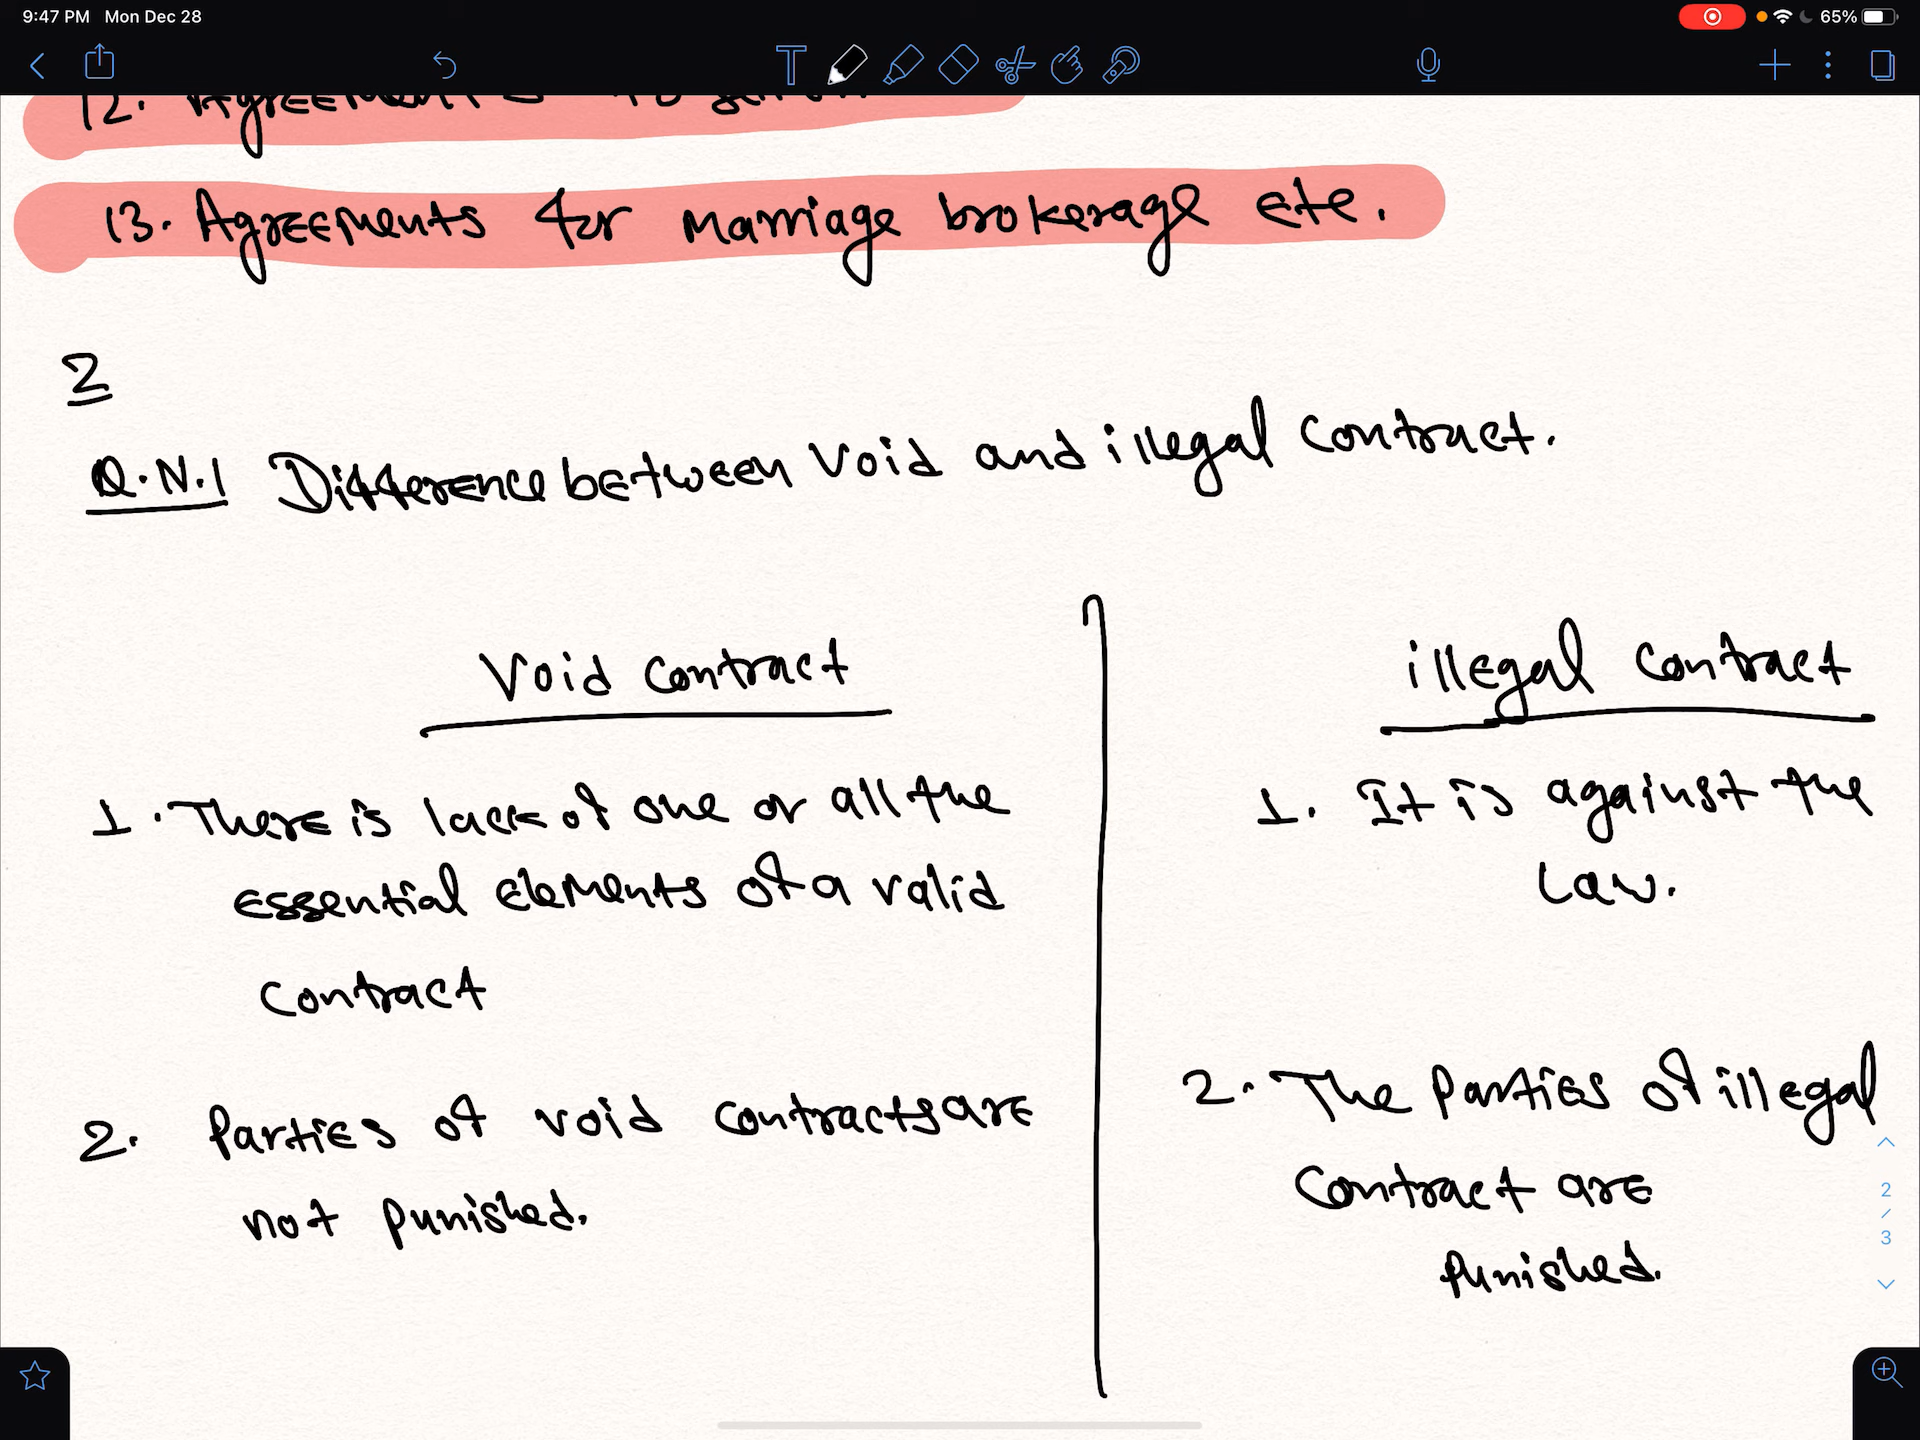 9:47 PM Mon Dec 28
65%
12. Agreements to
13. Agreements for Marriage brokerage etc.
2
Q.N.1 Difference between Void and illegal Contract.
Void contract
1. There is lack of one or all the
essential elements of a valid
contract
2. Parties of void contracts are
not punished.
illegal contract
1. It is against the
Law.
2. The Parties of illegal
Contract are
punished.
2
/
3